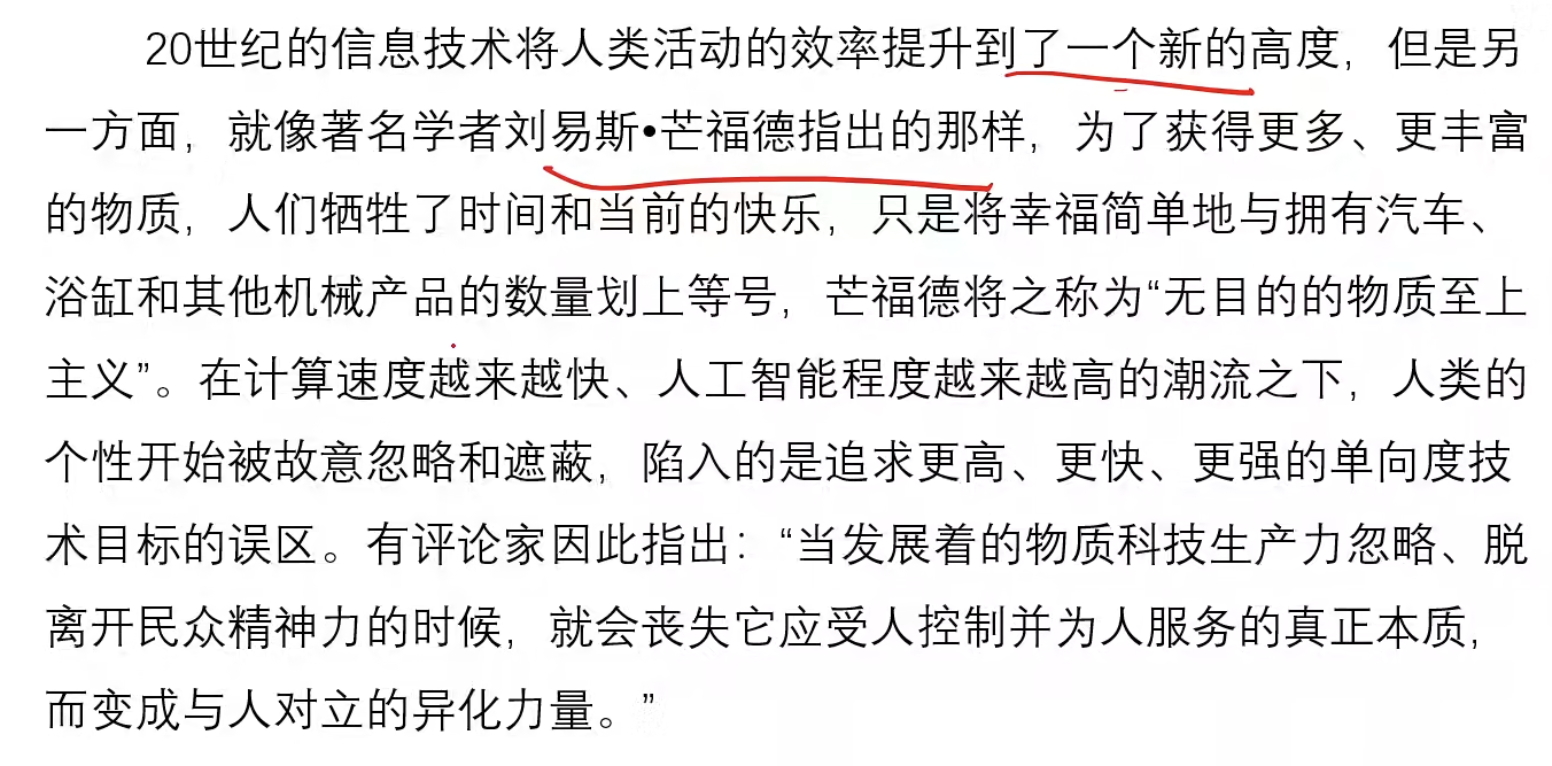 20世纪的信息技术将人类活动的效率提升到了一个新的高度，但是另
一方面，就像著名学者刘易斯•芒福德指出的那样，为了获得更多、更丰富
的物质，人们牺牲了时间和当前的快乐，只是将幸福简单地与拥有汽车、
浴缸和其他机械产品的数量划上等号，芒福德将之称为“无目的的物质至上
主义”。在计算速度越来越快、人工智能程度越来越高的潮流之下，人类的
个性开始被故意忽略和遮蔽，陷入的是追求更高、更快、更强的单向度技
术目标的误区。有评论家因此指出：“当发展着的物质科技生产力忽略、脱
离开民众精神力的时候，就会丧失它应受人控制并为人服务的真正本质，
而变成与人对立的异化力量。”